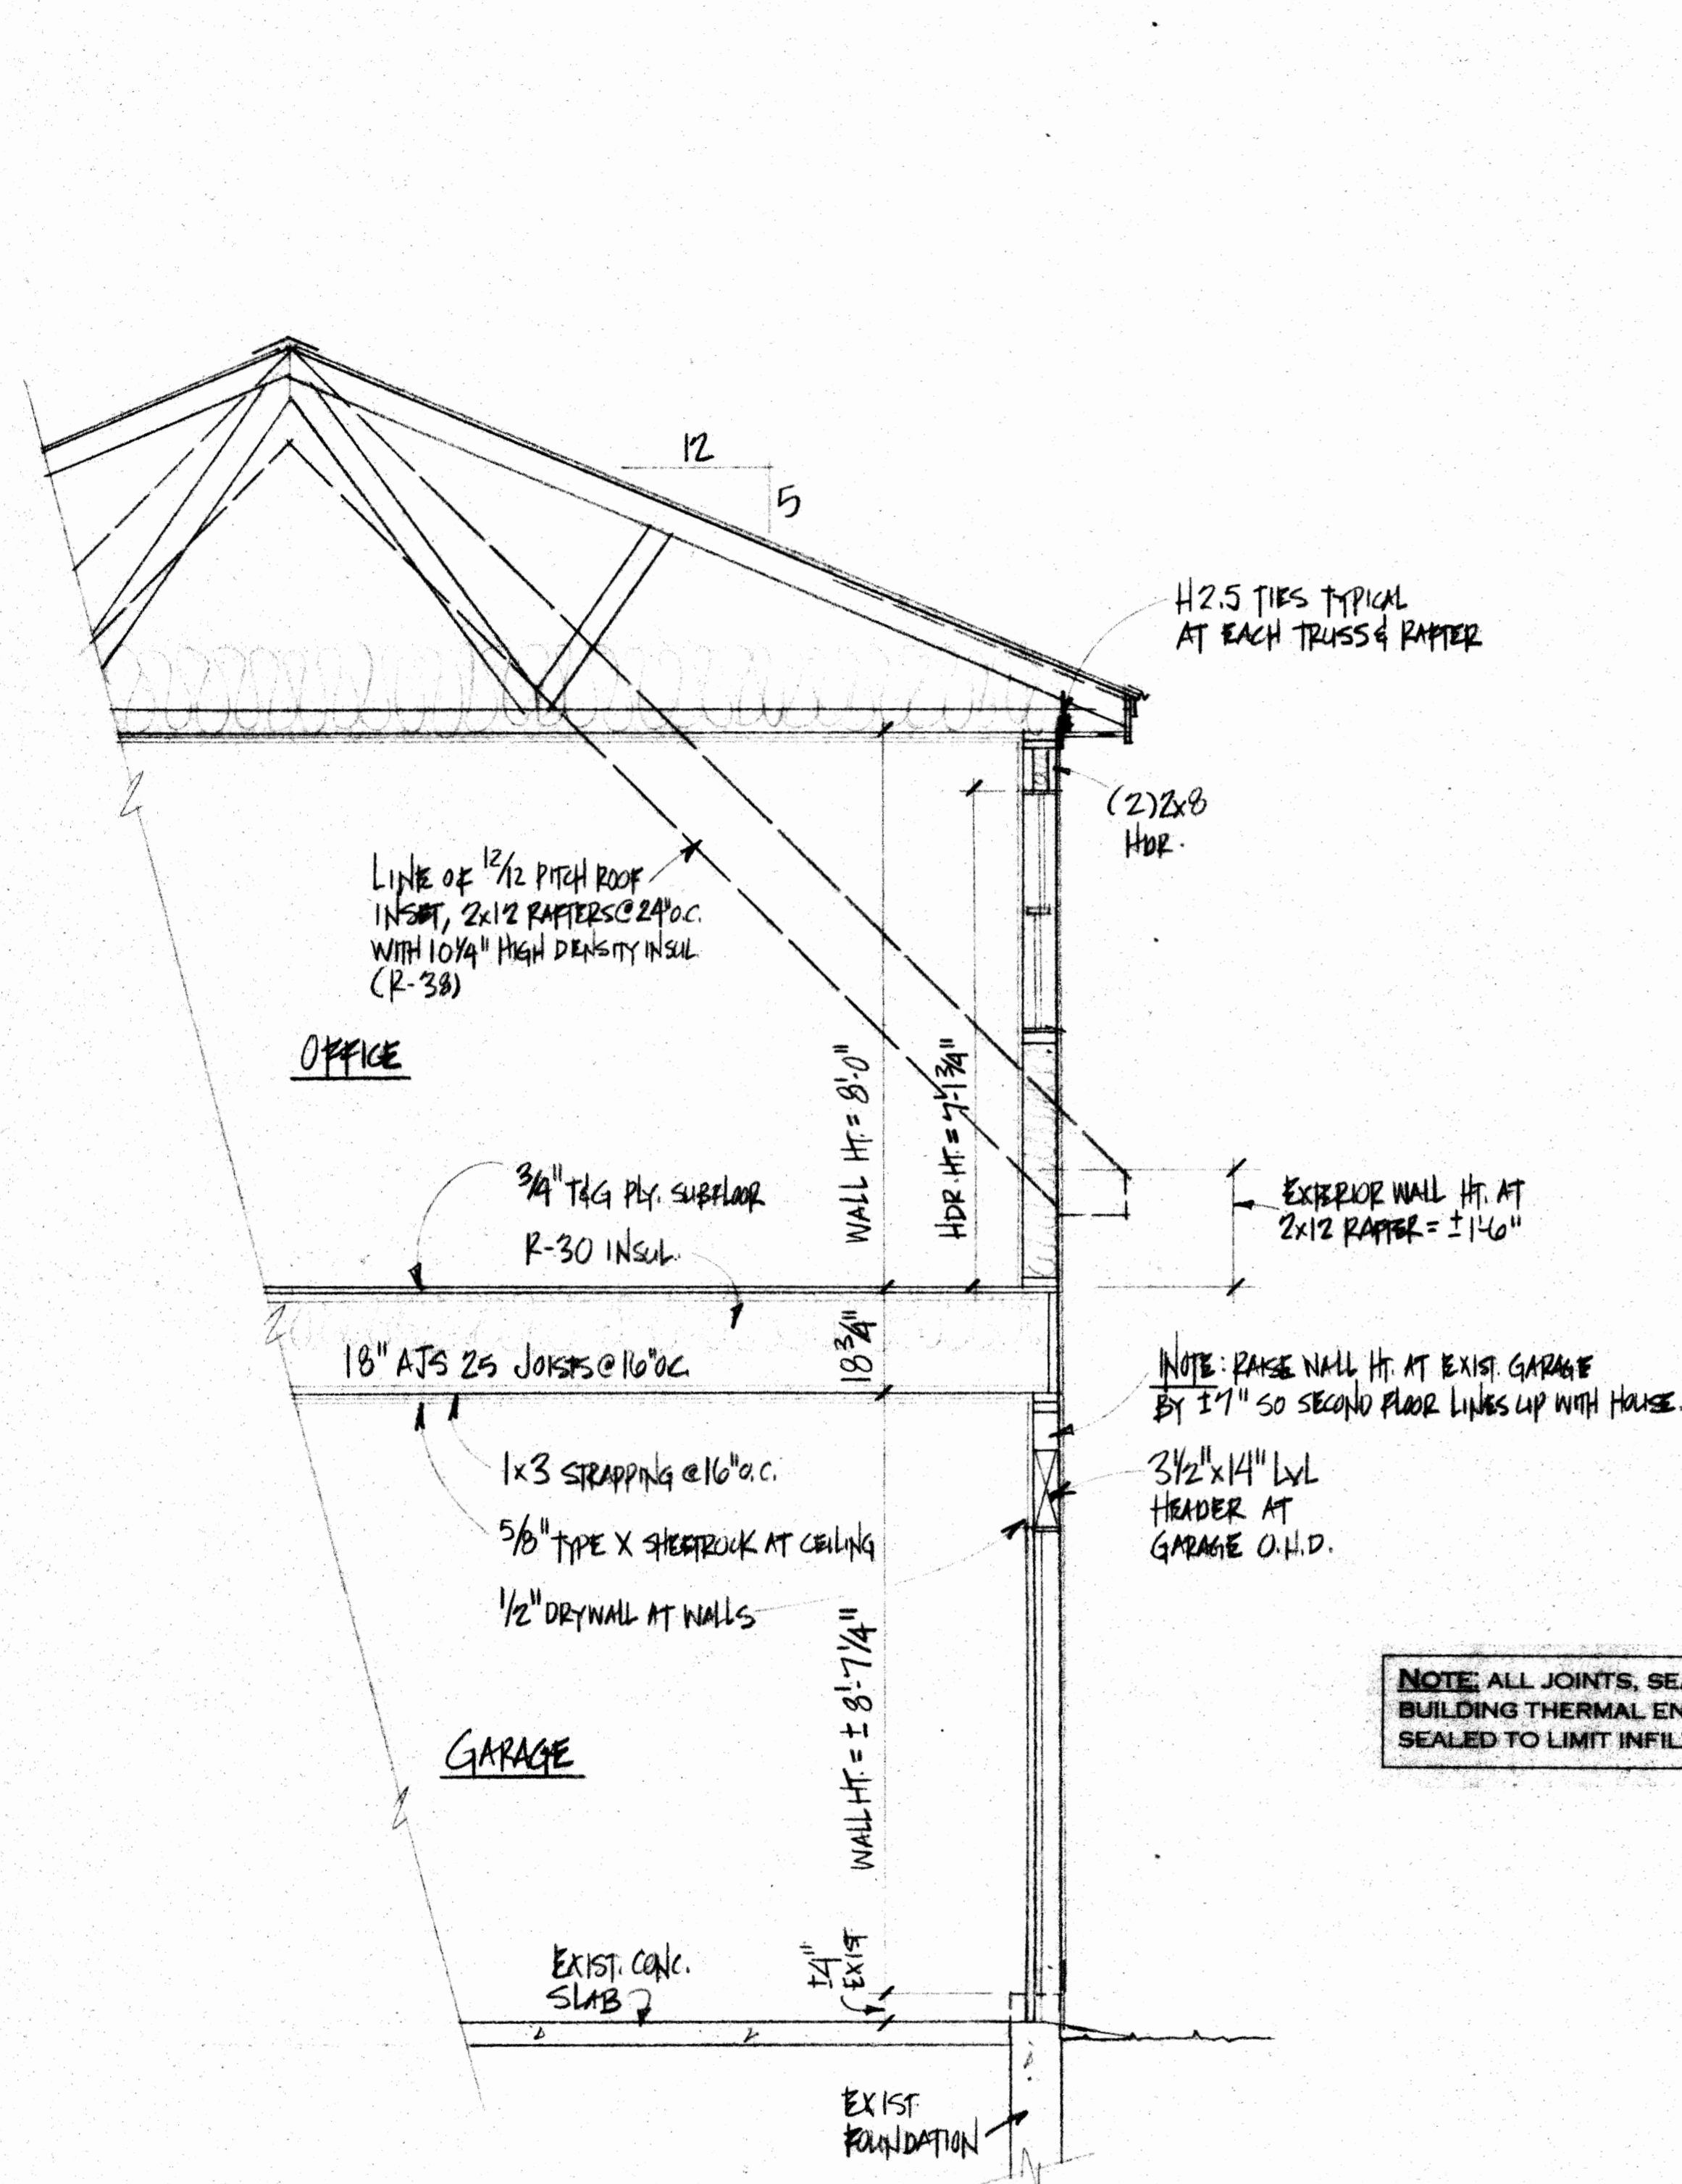 12
5
H2.5 TIES TYPICAL
AT EACH TRUSS & RAFTER
(2)2x8
HDR.
LINE OF 12/12 PITCH ROOF
INSET, 2x12 RAFTERS@24"O.C.
WITH 10 1/4" HIGH DENSITY INSUL
(R-38)
OFFICE
WALL HT. = 8'-0"
HDR. HT. = 7'-1 3/4"
3/4" T&G PLY. SUBFLOOR
R-30 INSUL.
EXTERIOR WALL HT. AT
2x12 RAFTER = ±1'-6"
18 3/4"
18" AJS 25 JOISTS@16"OC.
NOTE: RAISE WALL HT. AT EXIST. GARAGE
BY ±7" SO SECOND FLOOR LINES UP WITH HOUSE.
1x3 STRAPPING @16"O.C.
3 1/2"x14" LVL
HEADER AT
GARAGE O.H.D.
5/8" TYPE X SHEETROCK AT CEILING
1/2" DRYWALL AT WALLS
WALL HT. = ± 8'-7 1/4"
NOTE: ALL JOINTS, SEA
BUILDING THERMAL EN
SEALED TO LIMIT INFIL
GARAGE
±4"
EXIST
EXIST. CONC.
SLAB
EXIST.
FOUNDATION